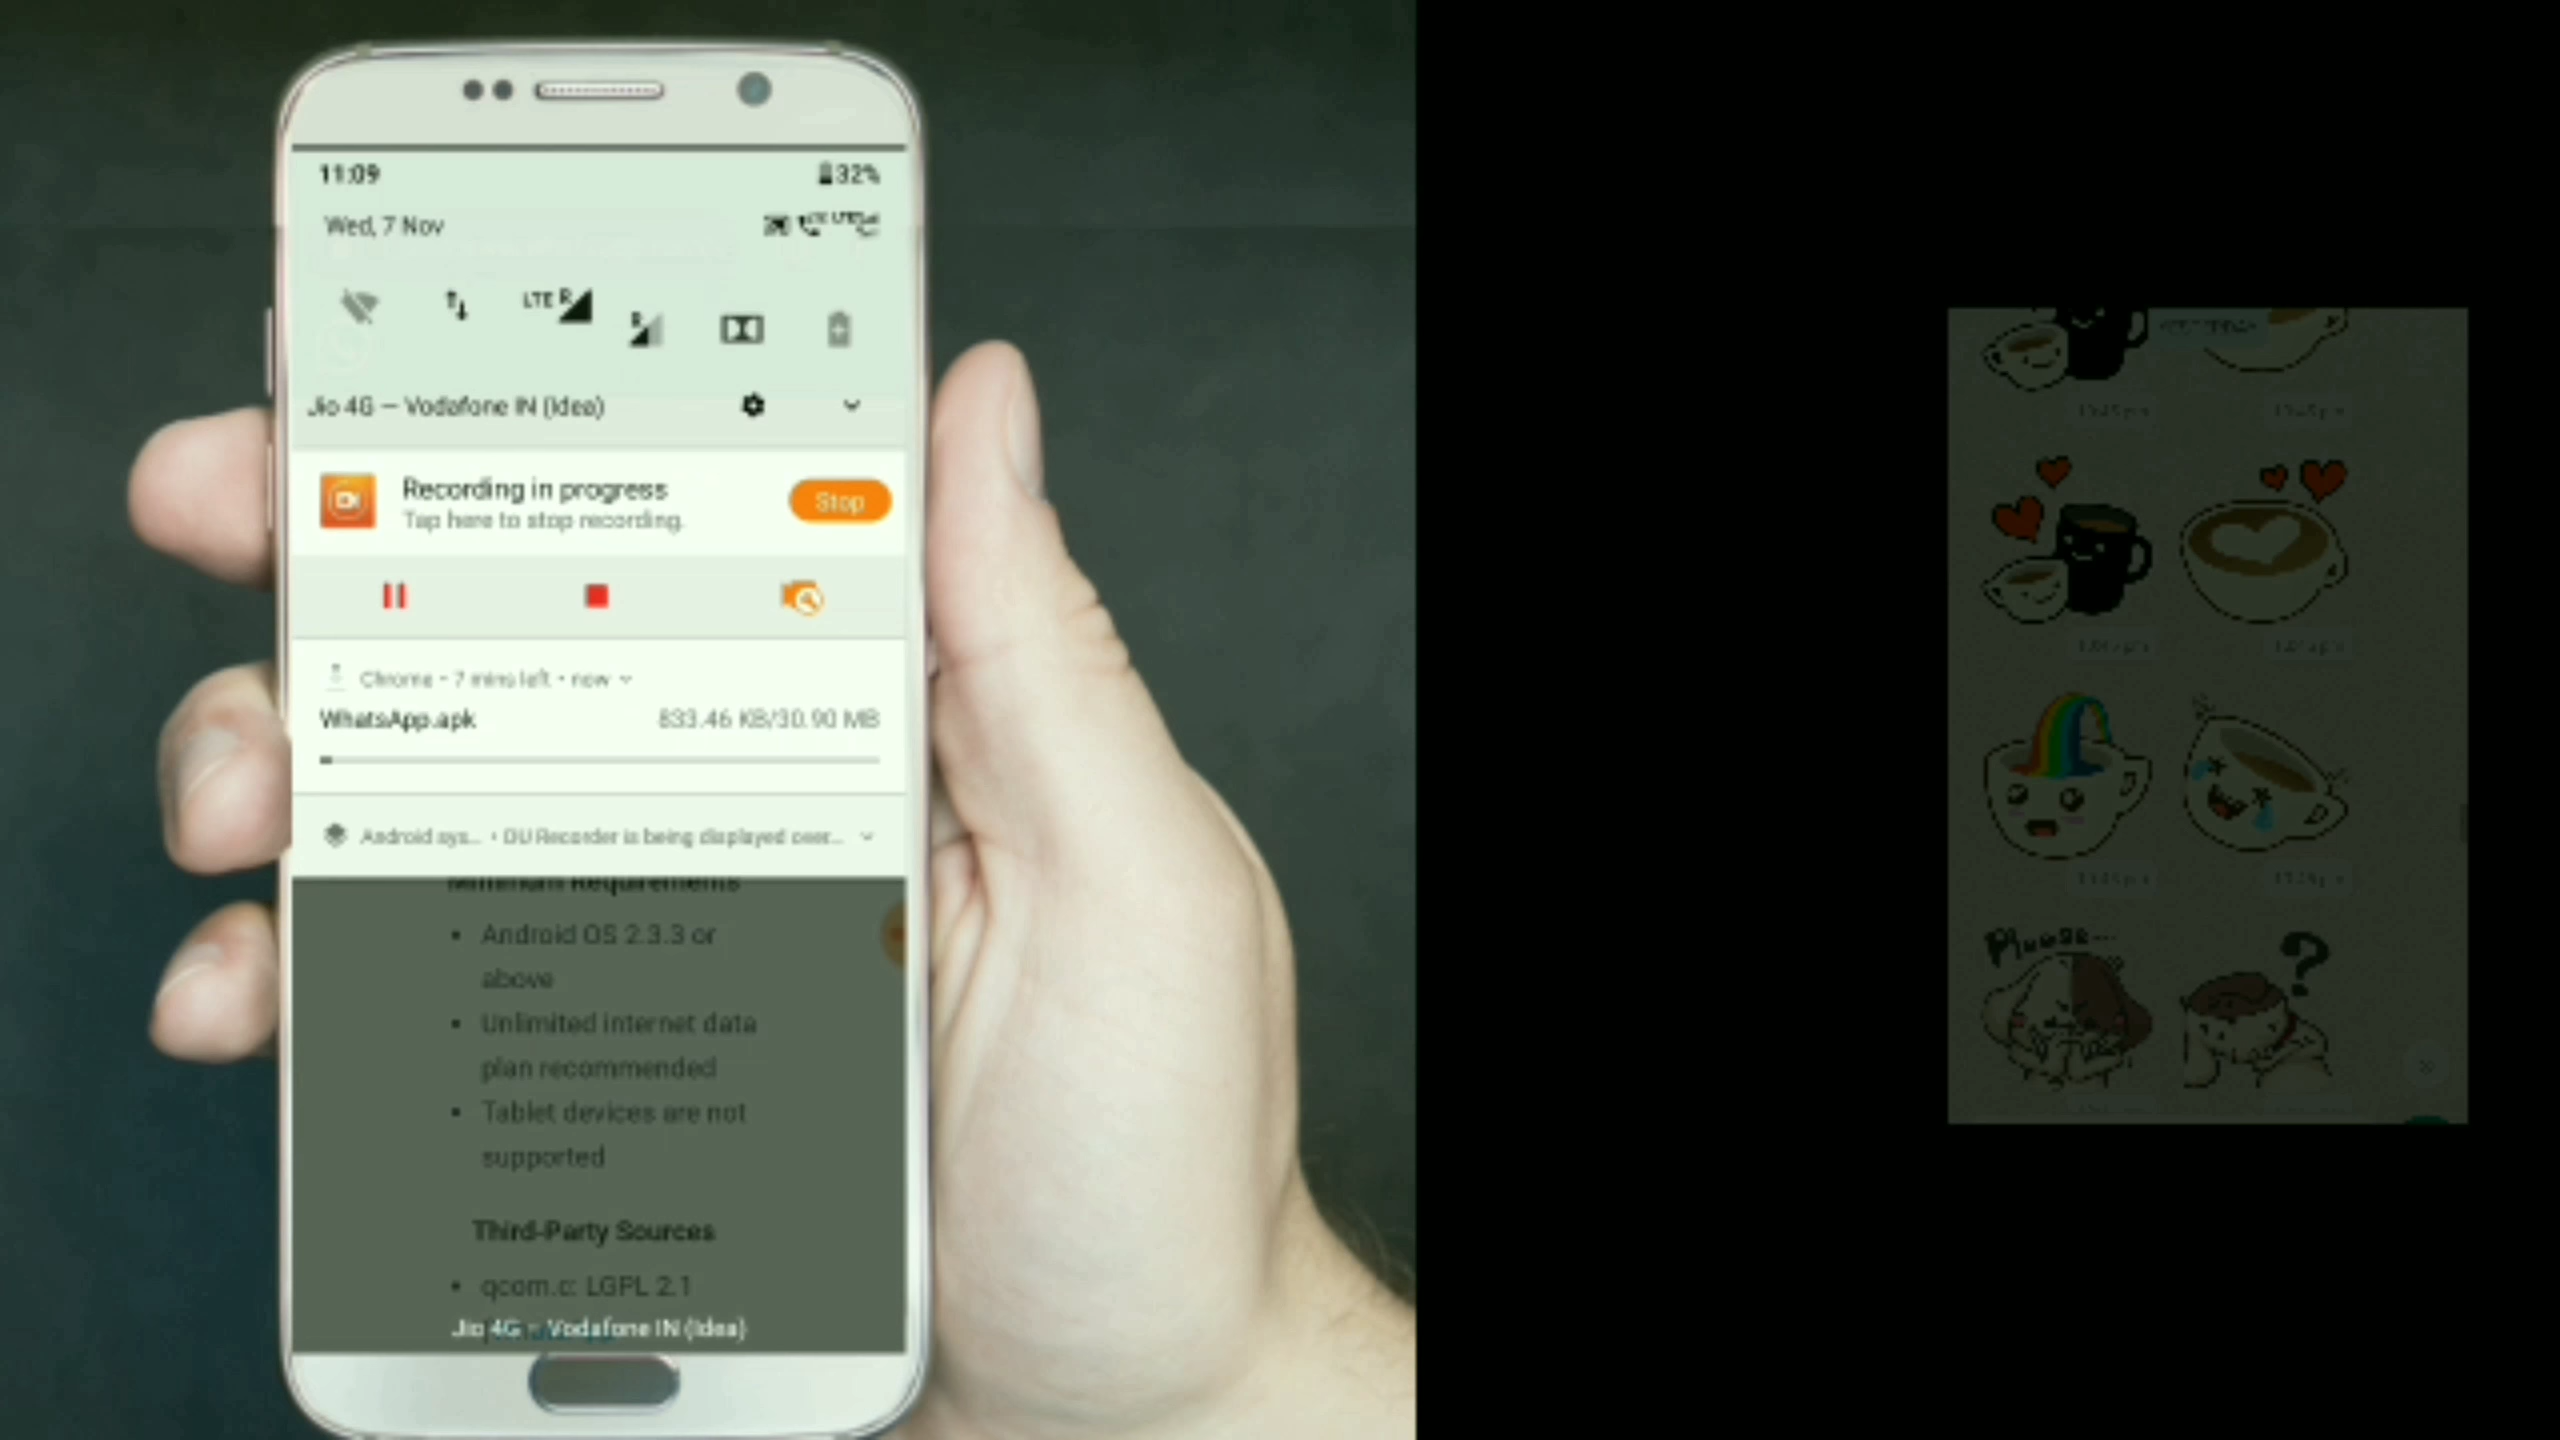 11:09
32%
Wed, 7 Nov
LTE R
R
Jio 4G — Vodafone IN (Idea)
Recording in progress
Stop
Tap here to stop recording.
Chrome • 7 mins left • now
WhatsApp.apk
833.46 KB/30.90 MB
Android sys... • DU Recorder is being displayed over...
Minimum Requirements
• Android OS 2.3.3 or
above
• Unlimited internet data
plan recommended
• Tablet devices are not
supported
Third-Party Sources
• qcom.c: LGPL 2.1
Jio 4G — Vodafone IN (Idea)
Please...
?